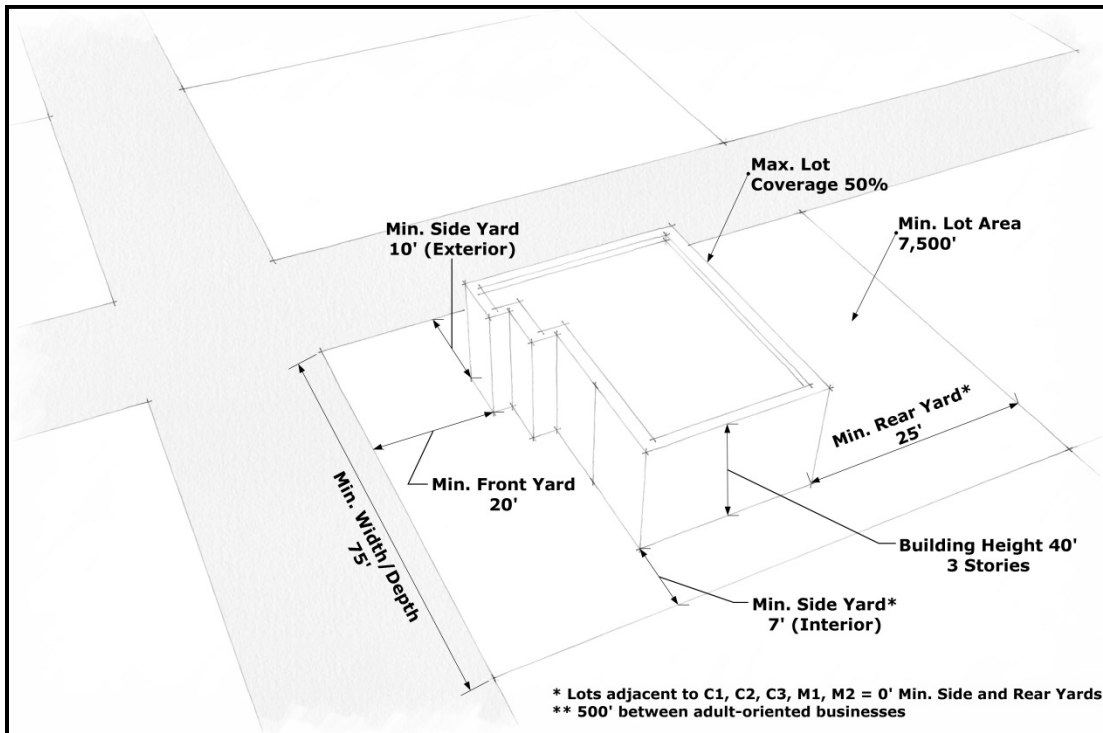 Max. Lot
Coverage 50%
Min. Side Yard
10' (Exterior)
Min. Lot Area
7,500'
Min. Rear Yard*
25'
Min. Front Yard
20'
Min. Width/Depth
75'
Building Height 40'
3 Stories
Min. Side Yard*
7' (Interior)
* Lots adjacent to C1, C2, C3, M1, M2 = 0' Min. Side and Rear Yards
** 500' between adult-oriented businesses